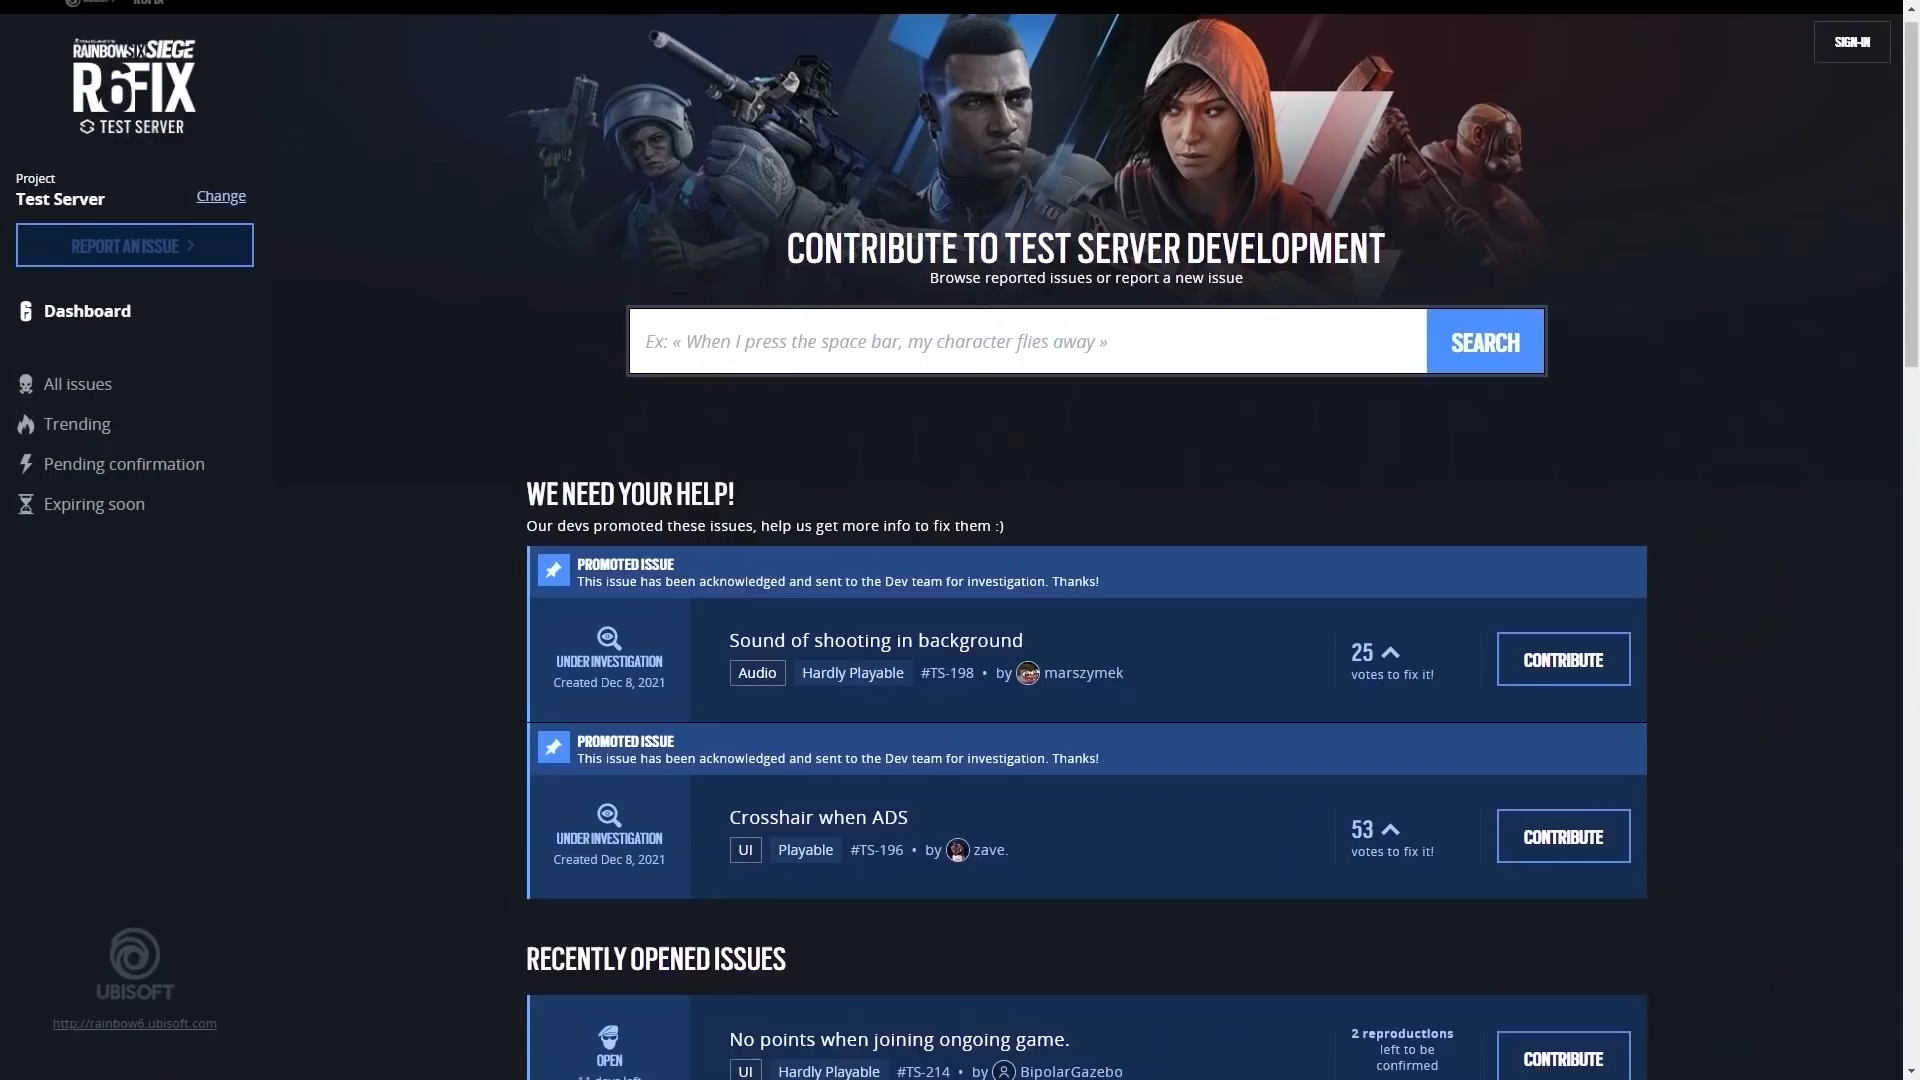 SIGN-IN
RAINBOWSIX SIEGE
R6FIX
TEST SERVER
Project
Test Server
Change
REPORT AN ISSUE
Dashboard
All issues
Trending
Pending confirmation
Expiring soon
UBISOFT
http://rainbow6.ubisoft.com
CONTRIBUTE TO TEST SERVER DEVELOPMENT
Browse reported issues or report a new issue
Ex: « When I press the space bar, my character flies away »
SEARCH
WE NEED YOUR HELP!
Our devs promoted these issues, help us get more info to fix them :)
PROMOTED ISSUE
This issue has been acknowledged and sent to the Dev team for investigation. Thanks!
UNDER INVESTIGATION
Created Dec 8, 2021
Sound of shooting in background
Audio Hardly Playable #TS-198 • by marszymek
25
votes to fix it!
CONTRIBUTE
PROMOTED ISSUE
This issue has been acknowledged and sent to the Dev team for investigation. Thanks!
UNDER INVESTIGATION
Created Dec 8, 2021
Crosshair when ADS
UI Playable #TS-196 • by zave.
53
votes to fix it!
CONTRIBUTE
RECENTLY OPENED ISSUES
OPEN
No points when joining ongoing game.
UI Hardly Playable #TS-214 • by BipolarGazebo
2 reproductions
left to be
confirmed
CONTRIBUTE